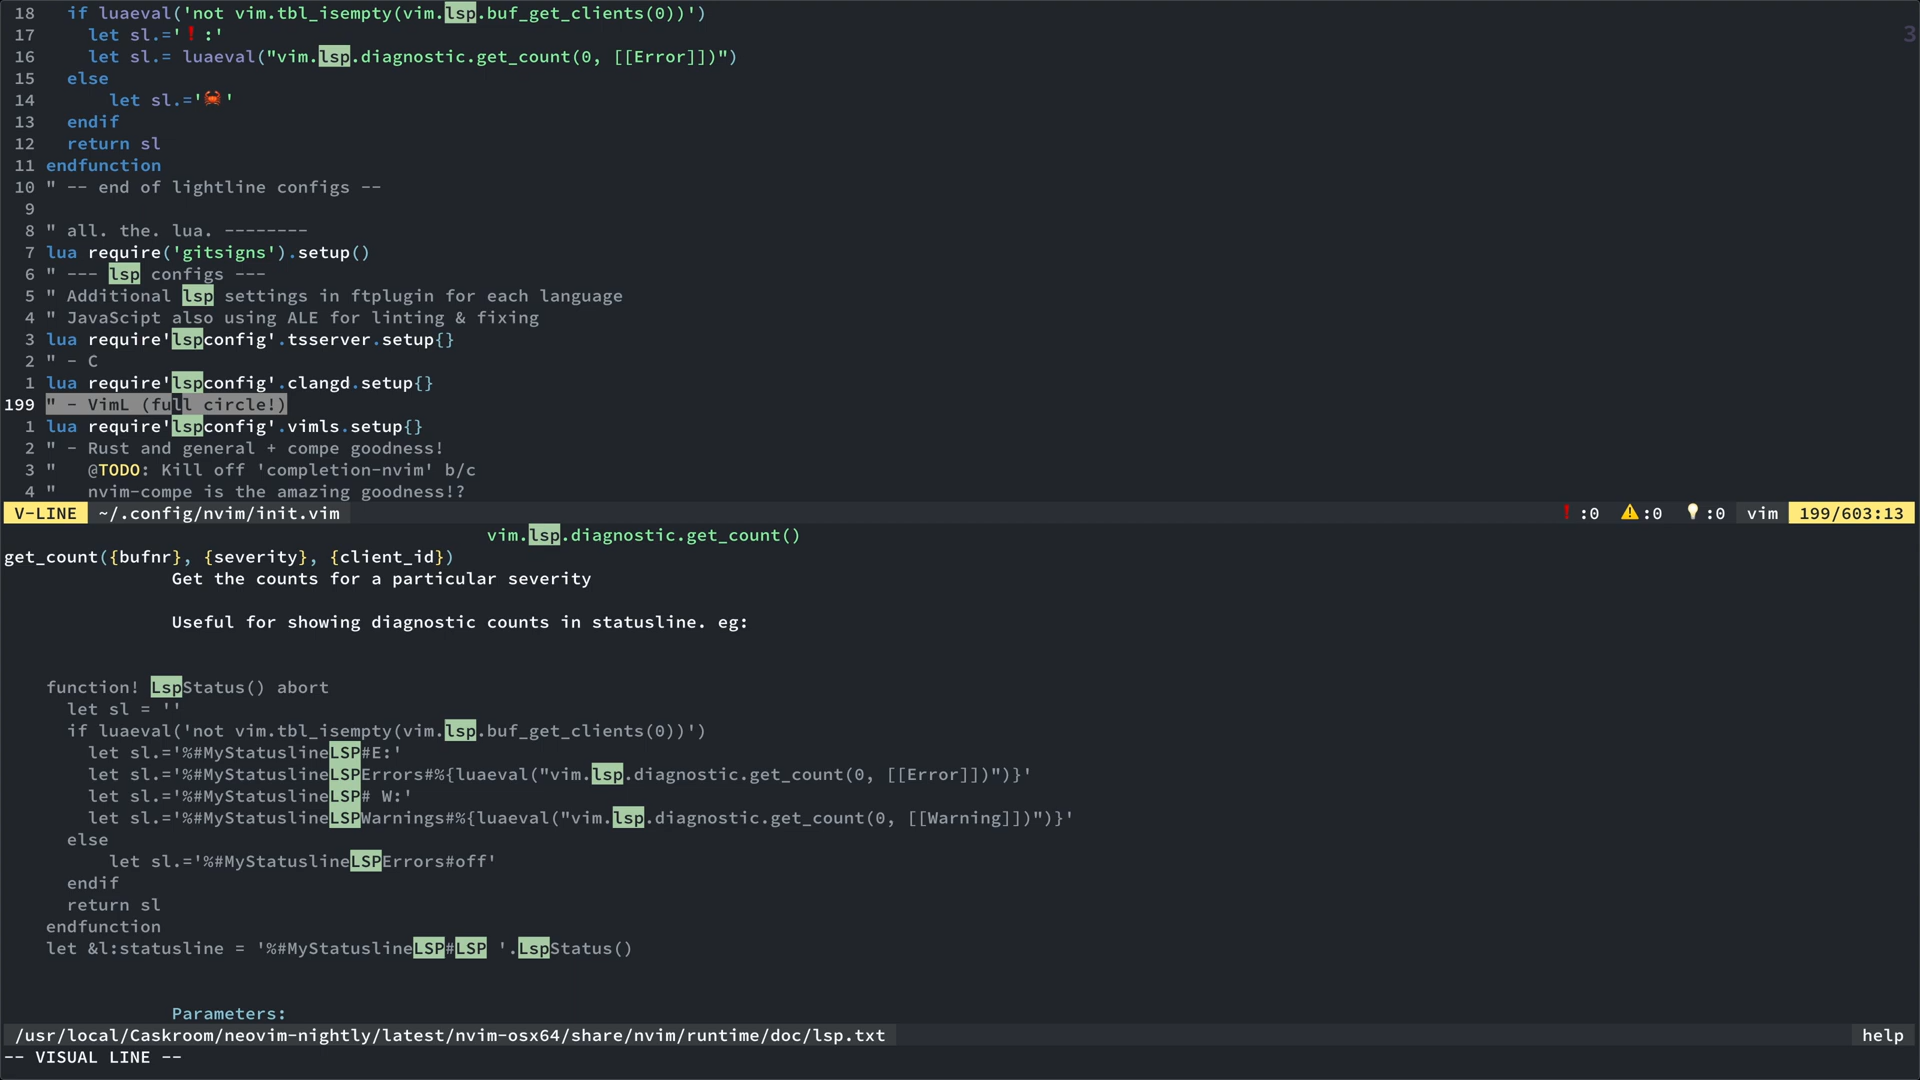 18   if luaeval('not vim.tbl_isempty(vim.lsp.buf_get_clients(0))')
3
17     let sl.='❗:'
16     let sl.= luaeval("vim.lsp.diagnostic.get_count(0, [[Error]])")
15   else
14       let sl.='🦀'
13   endif
12   return sl
11 endfunction
10 " -- end of lightline configs --
9
8 " all. the. lua. --------
7 lua require('gitsigns').setup()
6 " --- lsp configs ---
5 " Additional lsp settings in ftplugin for each language
4 " JavaScipt also using ALE for linting & fixing
3 lua require'lspconfig'.tsserver.setup{}
2 " - C
1 lua require'lspconfig'.clangd.setup{}
199 " - VimL (full circle!)
1 lua require'lspconfig'.vimls.setup{}
2 " - Rust and general + compe goodness!
3 "   @TODO: Kill off 'completion-nvim' b/c
4 "   nvim-compe is the amazing goodness!?
V-LINE ~/.config/nvim/init.vim ❗:0 ⚠️:0 💡:0 vim 199/603:13
vim.lsp.diagnostic.get_count()
get_count({bufnr}, {severity}, {client_id})
Get the counts for a particular severity
Useful for showing diagnostic counts in statusline. eg:
function! LspStatus() abort
  let sl = ''
  if luaeval('not vim.tbl_isempty(vim.lsp.buf_get_clients(0))')
    let sl.='%#MyStatuslineLSP#E:'
    let sl.='%#MyStatuslineLSPErrors#%{luaeval("vim.lsp.diagnostic.get_count(0, [[Error]])")}'
    let sl.='%#MyStatuslineLSP# W:'
    let sl.='%#MyStatuslineLSPWarnings#%{luaeval("vim.lsp.diagnostic.get_count(0, [[Warning]])")}'
  else
      let sl.='%#MyStatuslineLSPErrors#off'
  endif
  return sl
endfunction
let &l:statusline = '%#MyStatuslineLSP#LSP '.LspStatus()
Parameters:
/usr/local/Caskroom/neovim-nightly/latest/nvim-osx64/share/nvim/runtime/doc/lsp.txt help
-- VISUAL LINE --